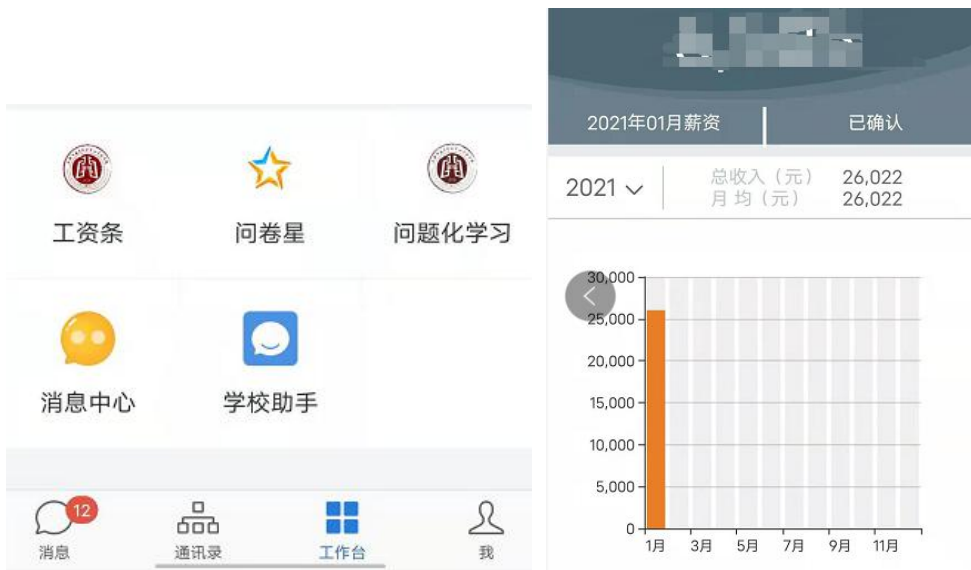 工资条
问卷星
问题化学习
消息中心
学校助手
12
消息
通讯录
工作台
我
2021年01月薪资
已确认
2021
总收入（元） 26,022
月均（元） 26,022
30,000
25,000
20,000
15,000
10,000
5,000
0
1月 3月 5月 7月 9月 11月